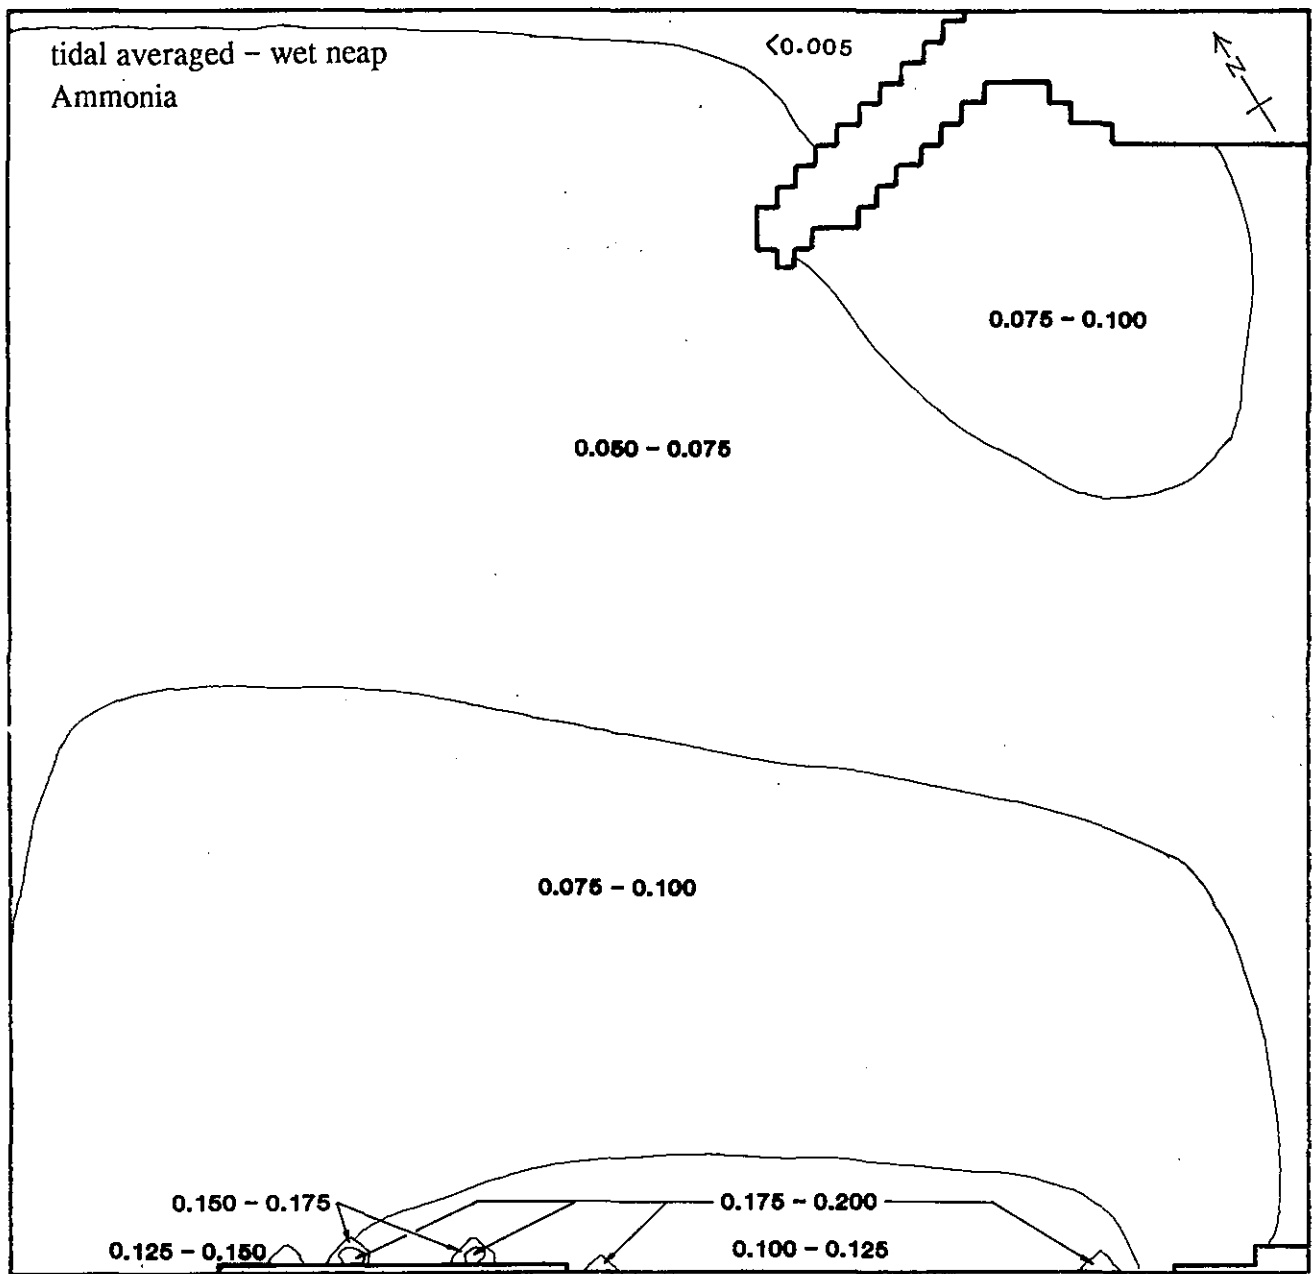 tidal averaged – wet neap
Ammonia
<0.005
N
0.075 – 0.100
0.050 – 0.075
0.075 – 0.100
0.150 – 0.175
0.175 – 0.200
0.125 – 0.150
0.100 – 0.125